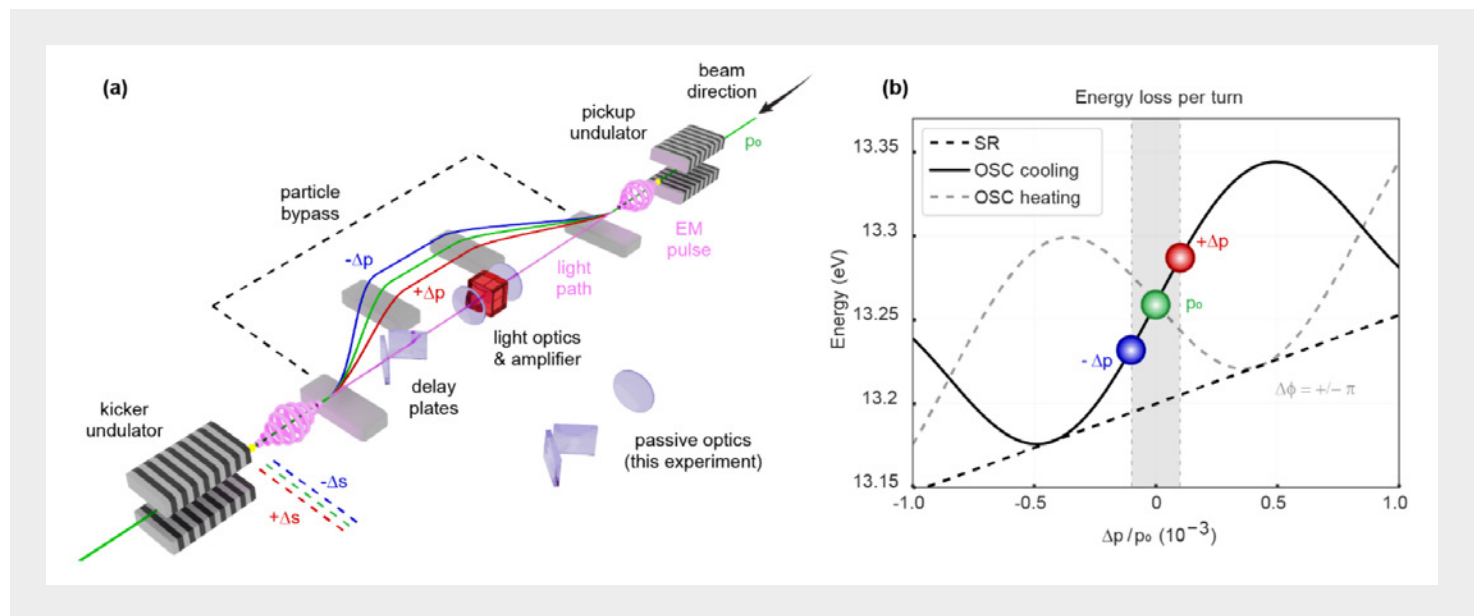 (a)
beam
direction
pickup
undulator
p₀
particle
bypass
EM
pulse
-Δp
light
path
+Δp
light optics
& amplifier
delay
plates
kicker
undulator
passive optics
(this experiment)
-Δs
+Δs
(b)
Energy loss per turn
SR
OSC cooling
OSC heating
+Δp
p₀
- Δp
Δϕ = +/− π
Energy (eV)
13.35
13.3
13.25
13.2
13.15
-1.0
-0.5
0
0.5
1.0
Δp/p₀ (10⁻³)